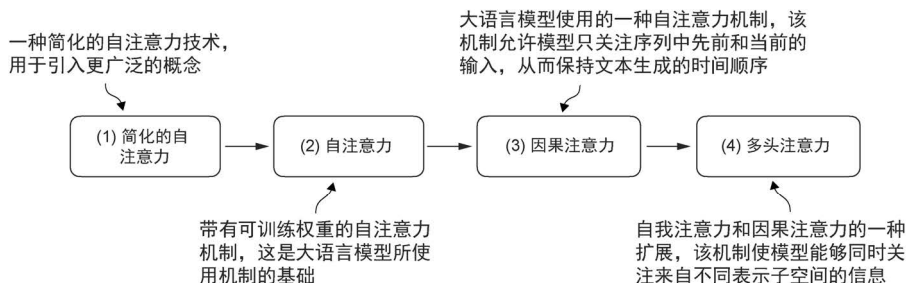 一种简化的自注意力技术，
用于引入更广泛的概念
大语言模型使用的一种自注意力机制，该
机制允许模型只关注序列中先前和当前的
输入，从而保持文本生成的时间顺序
(1) 简化的自
注意力
(2) 自注意力
(3) 因果注意力
(4) 多头注意力
带有可训练权重的自注意力
机制，这是大语言模型所使
用机制的基础
自我注意力和因果注意力的一种
扩展，该机制使模型能够同时关
注来自不同表示子空间的信息